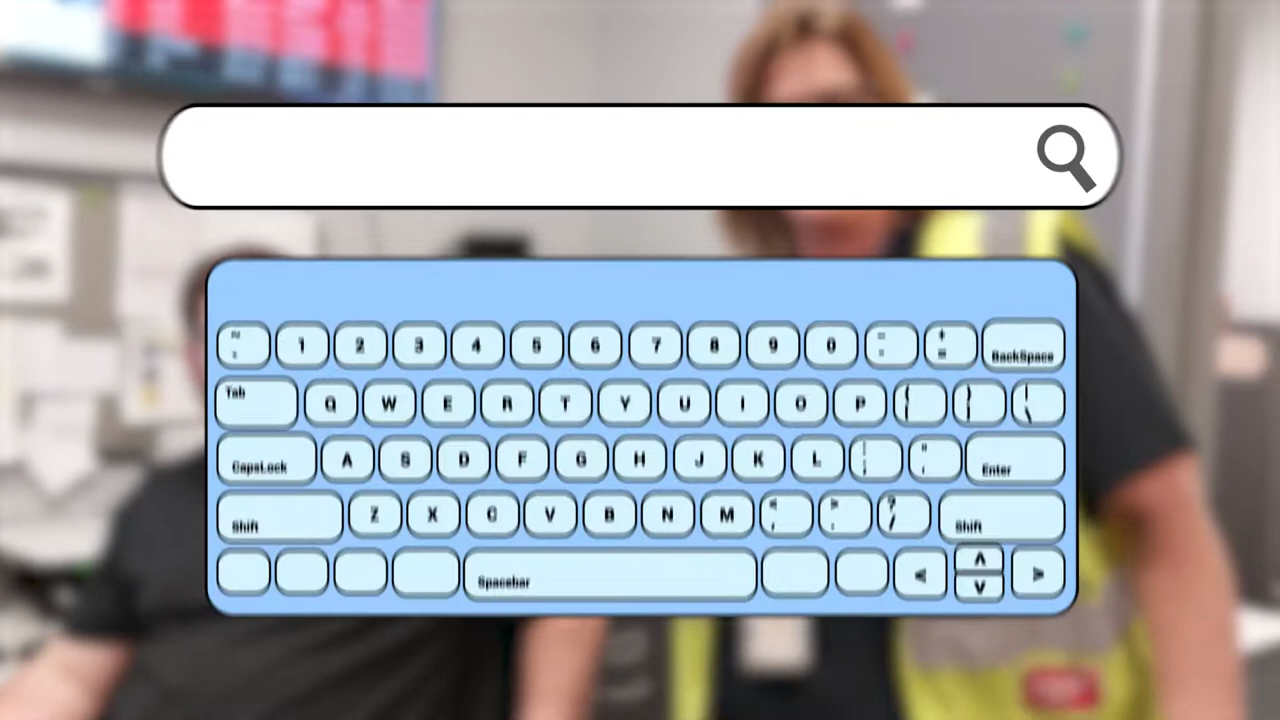 ~ 1 2 3 4 5 6 7 8 9 0 + = BackSpace
Tab Q W E R T Y U I O P { [ } ] | \
CapsLock A S D F G H J K L " ' Enter
Shift Z X C V B N M < , > . ? / Shift
Spacebar < ^ v >